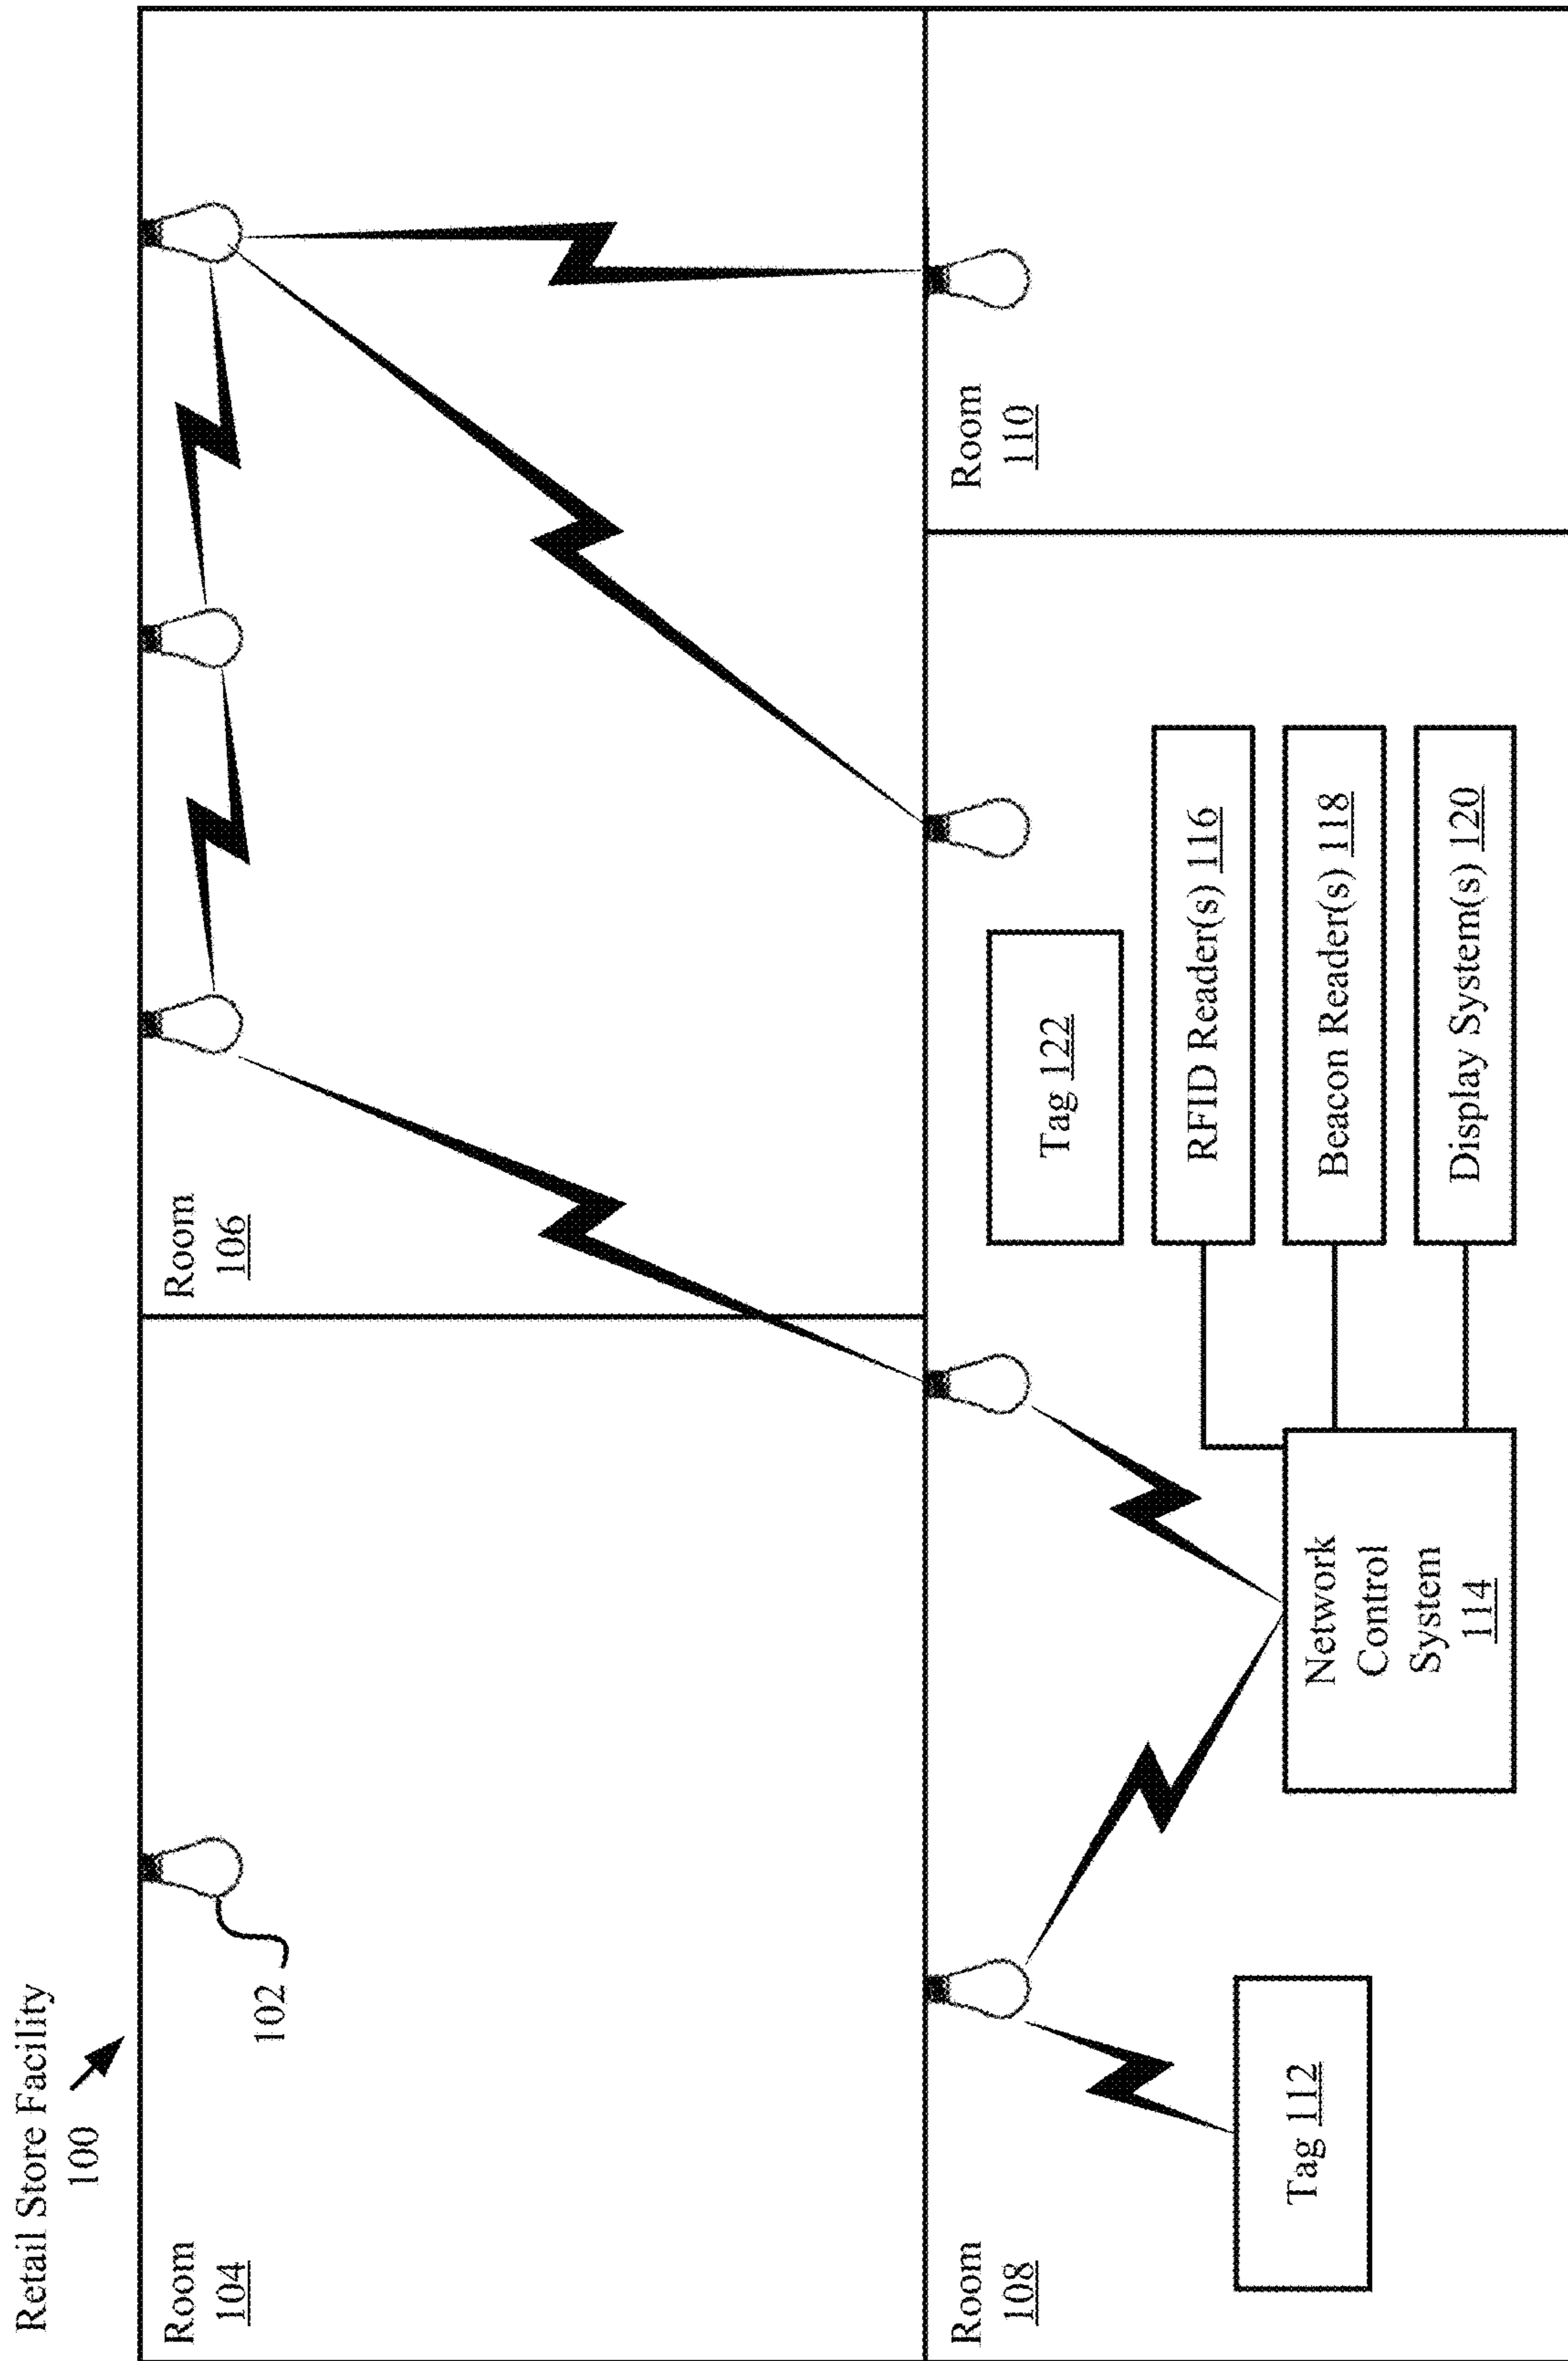 Retail Store Facility
100
Room
104
102
Room
106
Room
108
Tag 112
Network
Control
System
114
Tag 122
RFID Reader(s) 116
Beacon Reader(s) 118
Display System(s) 120
Room
110